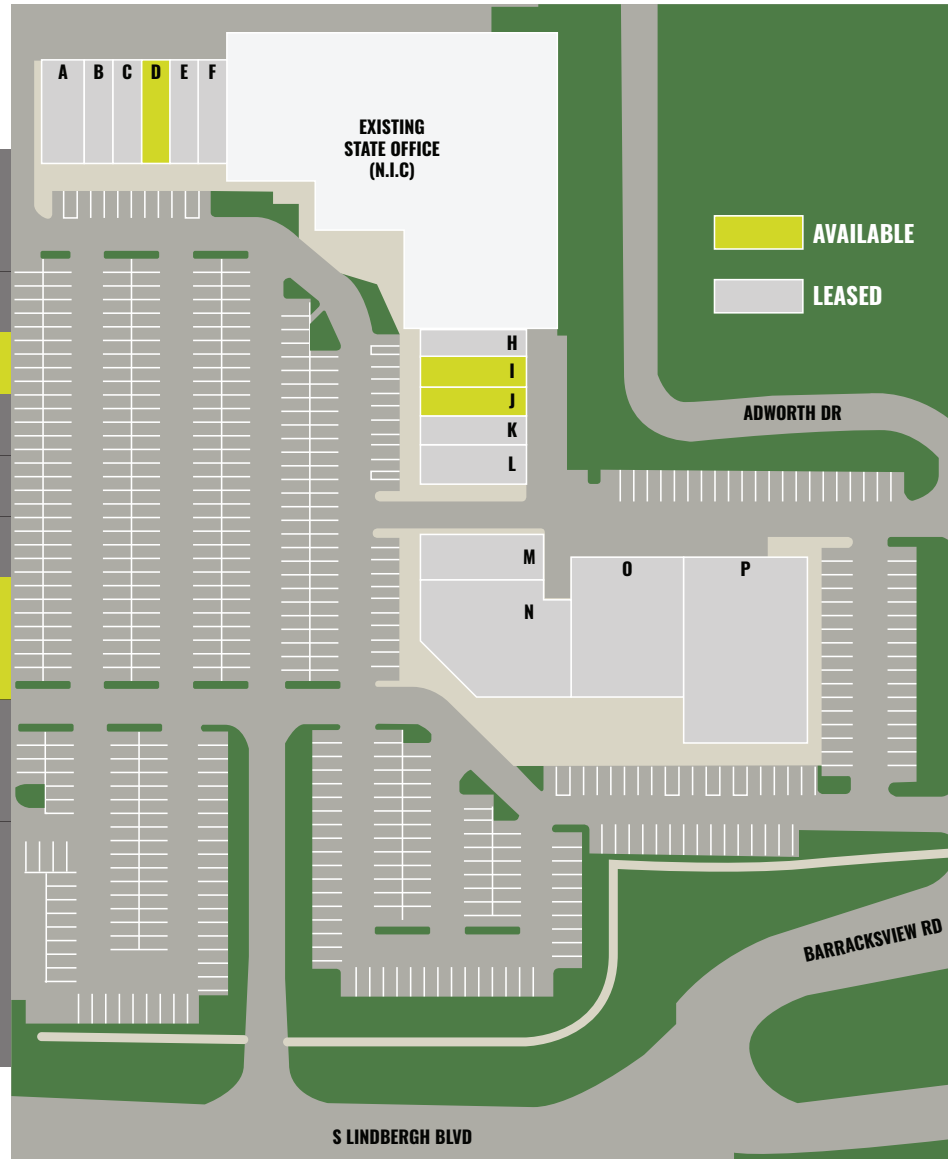 A
B
C
D
E
F
EXISTING
STATE OFFICE
(N.I.C)
AVAILABLE
LEASED
H
I
J
K
L
ADWORTH DR
M
N
O
P
BARRACKSVIEW RD
S LINDBERGH BLVD